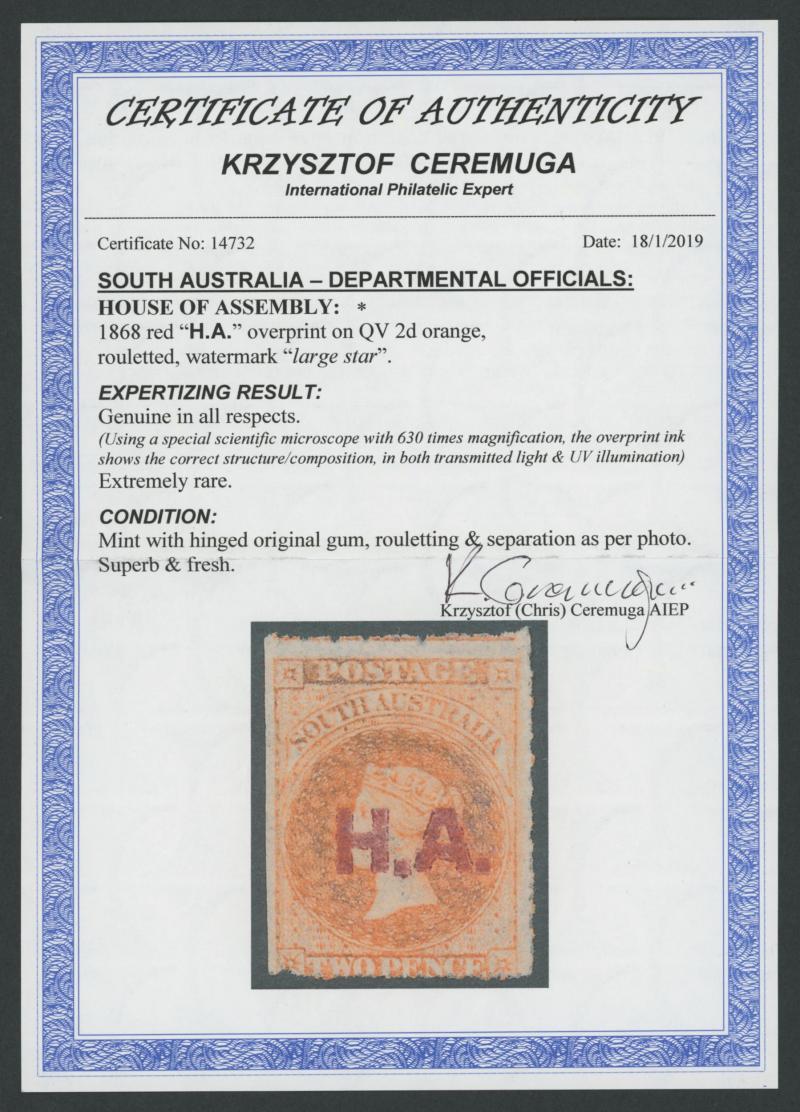 CERTIFICATE OF AUTHENTICITY
KRZYSZTOF CEREMUGA
International Philatelic Expert
Certificate No: 14732
Date: 18/1/2019
SOUTH AUSTRALIA – DEPARTMENTAL OFFICIALS:
HOUSE OF ASSEMBLY: *
1868 red “H.A.” overprint on QV 2d orange,
rouletted, watermark “large star”.
EXPERTIZING RESULT:
Genuine in all respects.
(Using a special scientific microscope with 630 times magnification, the overprint ink
shows the correct structure/composition, in both transmitted light & UV illumination)
Extremely rare.
CONDITION:
Mint with hinged original gum, rouletting & separation as per photo.
Superb & fresh.
K. Ceremuga
Krzysztof (Chris) Ceremuga AIEP
POSTAGE
SOUTH AUSTRALIA
H.A.
TWO PENCE